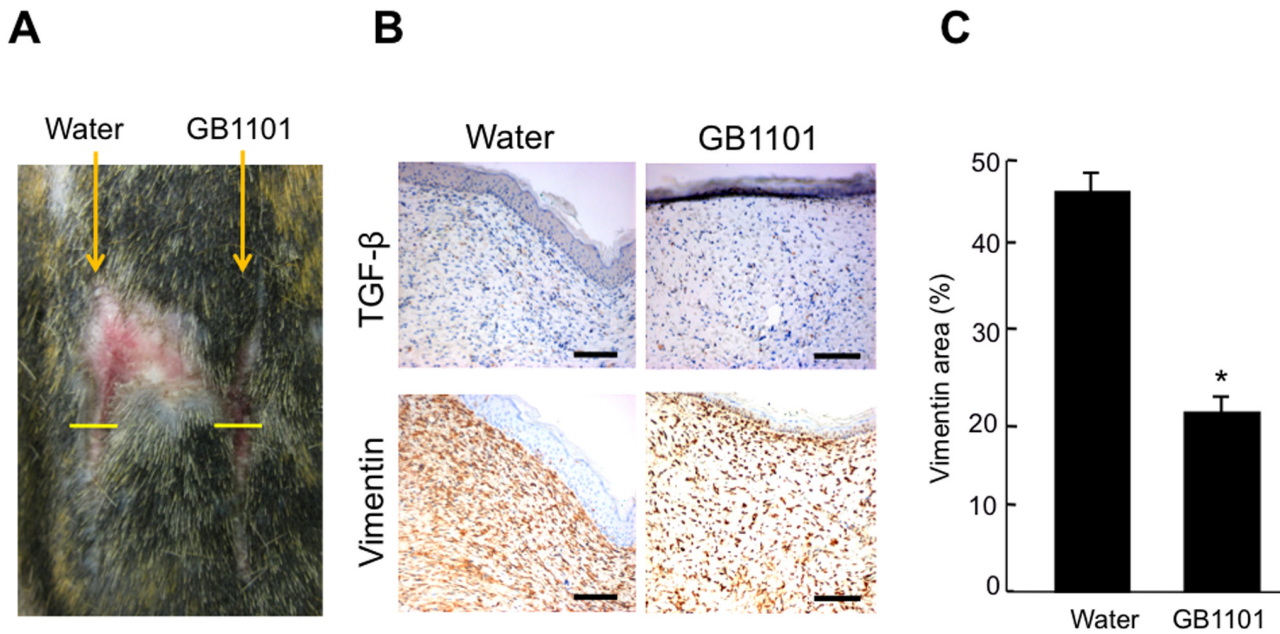 A
B
C
Water
GB1101
Water
GB1101
TGF-β
Vimentin
Vimentin area (%)
50
40
30
20
10
0
*
Water
GB1101